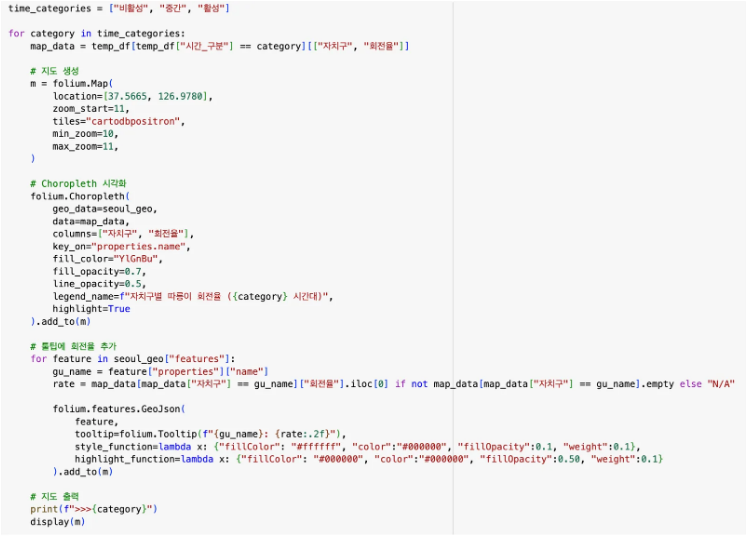 time_categories = ["비활성", "중간", "활성"]

for category in time_categories:
    map_data = temp_df[temp_df["시간_구분"] == category][["자치구", "회전율"]]

    # 지도 생성
    m = folium.Map(
        location=[37.5665, 126.9780],
        zoom_start=11,
        tiles="cartodbpositron",
        min_zoom=10,
        max_zoom=11,
    )

    # Choropleth 시각화
    folium.Choropleth(
        geo_data=seoul_geo,
        data=map_data,
        columns=["자치구", "회전율"],
        key_on="properties.name",
        fill_color="YlGnBu",
        fill_opacity=0.7,
        line_opacity=0.5,
        legend_name=f"자치구별 따릉이 회전율 ({category} 시간대)",
        highlight=True
    ).add_to(m)

    # 툴팁에 회전율 추가
    for feature in seoul_geo["features"]:
        gu_name = feature["properties"]["name"]
        rate = map_data[map_data["자치구"] == gu_name]["회전율"].iloc[0] if not map_data[map_data["자치구"] == gu_name].empty else "N/A"

        folium.features.GeoJson(
            feature,
            tooltip=folium.Tooltip(f"{gu_name}: {rate:.2f}"),
            style_function=lambda x: {"fillColor": "#ffffff", "color":"#000000", "fillOpacity":0.1, "weight":0.1},
            highlight_function=lambda x: {"fillColor": "#000000", "color":"#000000", "fillOpacity":0.50, "weight":0.1}
        ).add_to(m)

    # 지도 출력
    print(f">>>{category}")
    display(m)